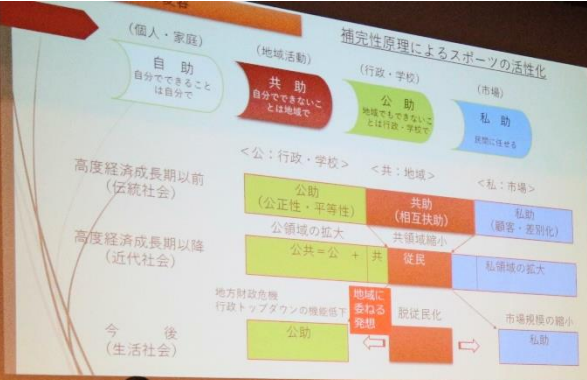 補完性原理によるスポーツの活性化
(個人・家庭)
自 助
自分でできること
は自分で
(地域活動)
共 助
自分でできないこ
とは地域で
(行政・学校)
公 助
地域でもできないこ
とは行政・学校で
(市場)
私 助
民間に任せる
<公:行政・学校>
<共:地域>
<私:市場>
高度経済成長期以前
(伝統社会)
公助
(公正性・平等性)
共助
(相互扶助)
私助
(顧客・差別化)
公領域の拡大
共領域縮小
高度経済成長期以降
(近代社会)
公共=公 + 共
従民
私領域の拡大
地方財政危機
行政トップダウンの機能低下
地域に
委ねる
発想
脱従民化
市場規模の縮小
今 後
(生活社会)
公助
私助